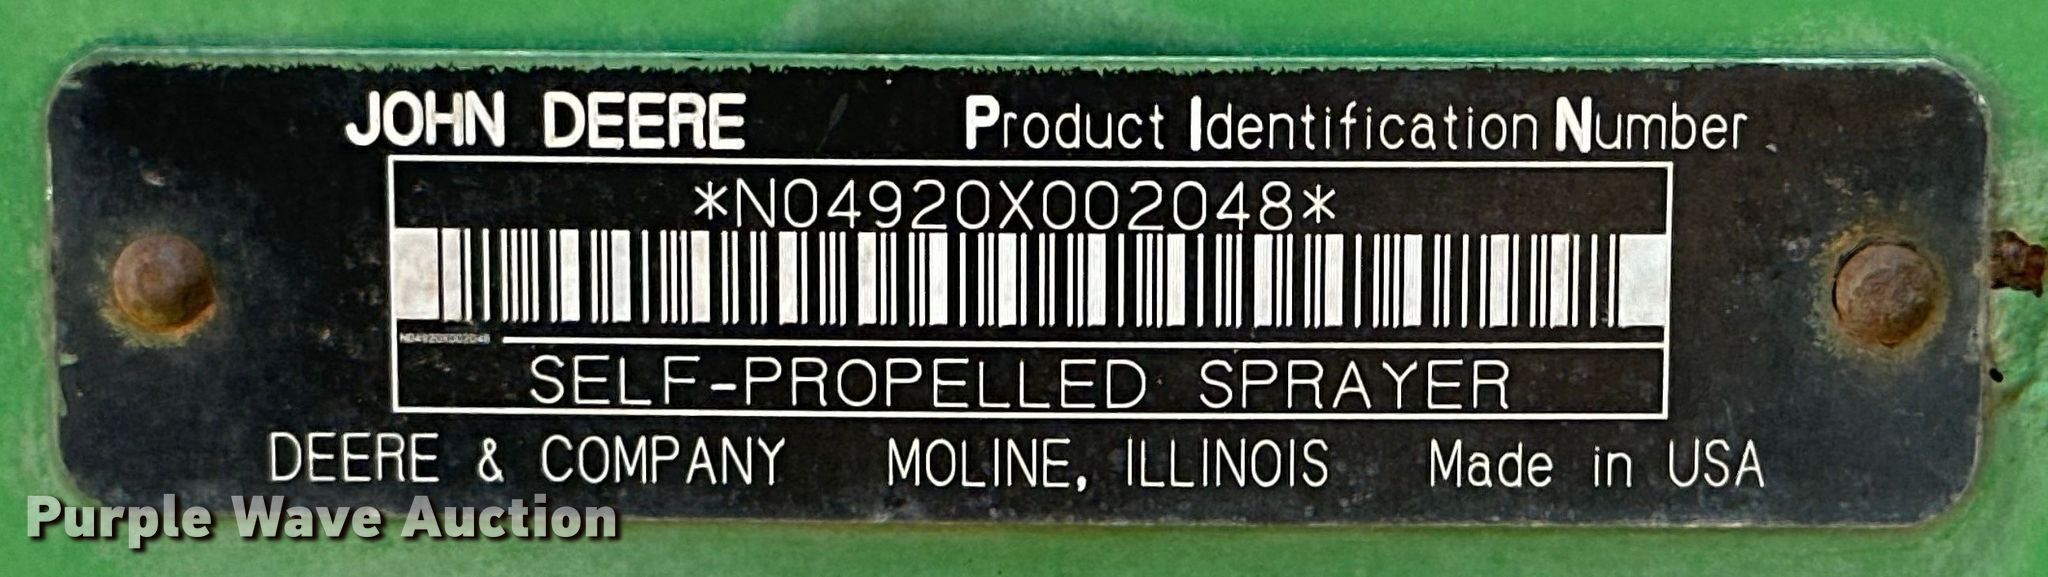 JOHN DEERE Product Identification Number
*N04920X002048*
N04920X002048
SELF-PROPELLED SPRAYER
DEERE & COMPANY MOLINE, ILLINOIS Made in USA
Purple Wave Auction